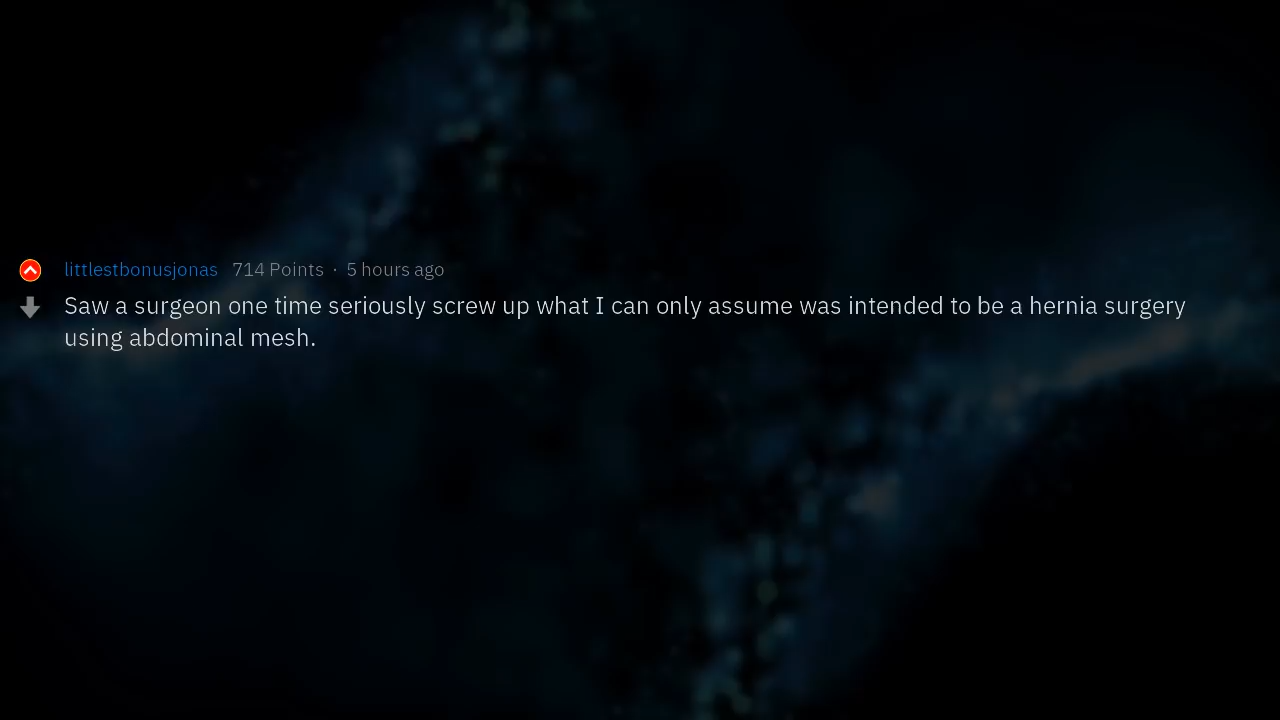 littlestbonusjonas 714 Points · 5 hours ago
Saw a surgeon one time seriously screw up what I can only assume was intended to be a hernia surgery
using abdominal mesh.